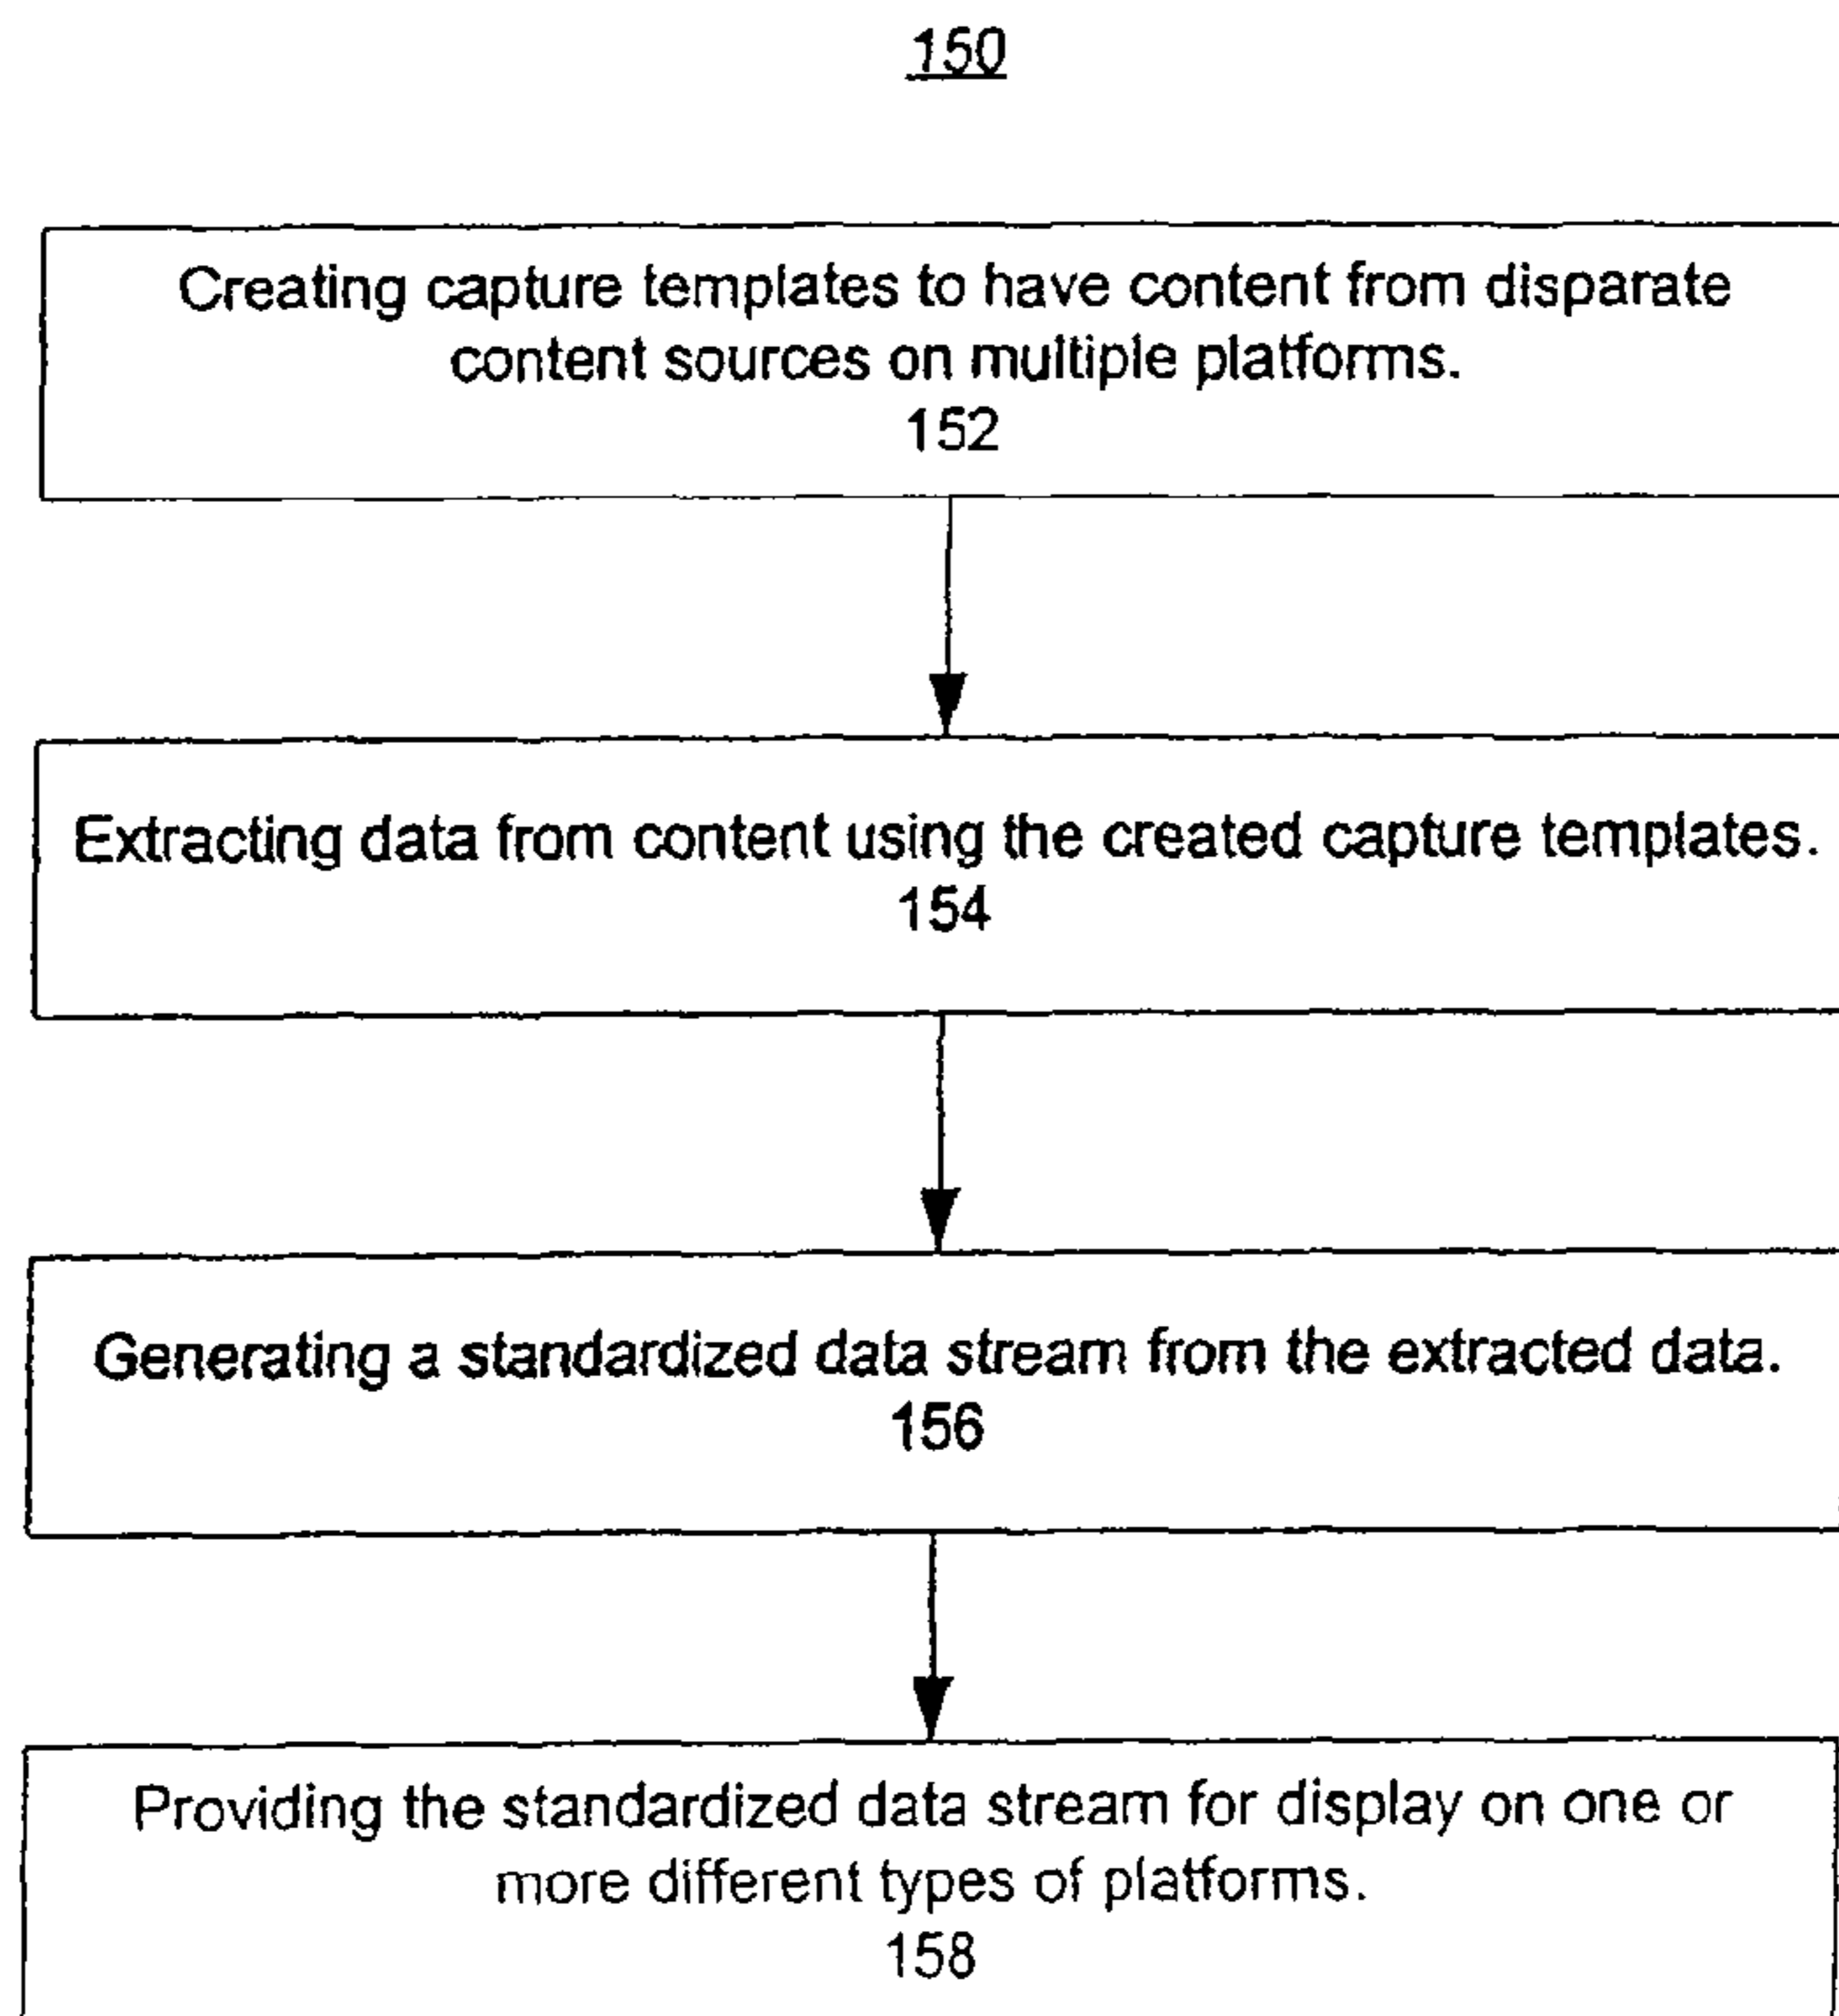 150
Creating capture templates to have content from disparate
content sources on multiple platforms.
152
Extracting data from content using the created capture templates.
154
Generating a standardized data stream from the extracted data.
156
Providing the standardized data stream for display on one or
more different types of platforms.
158